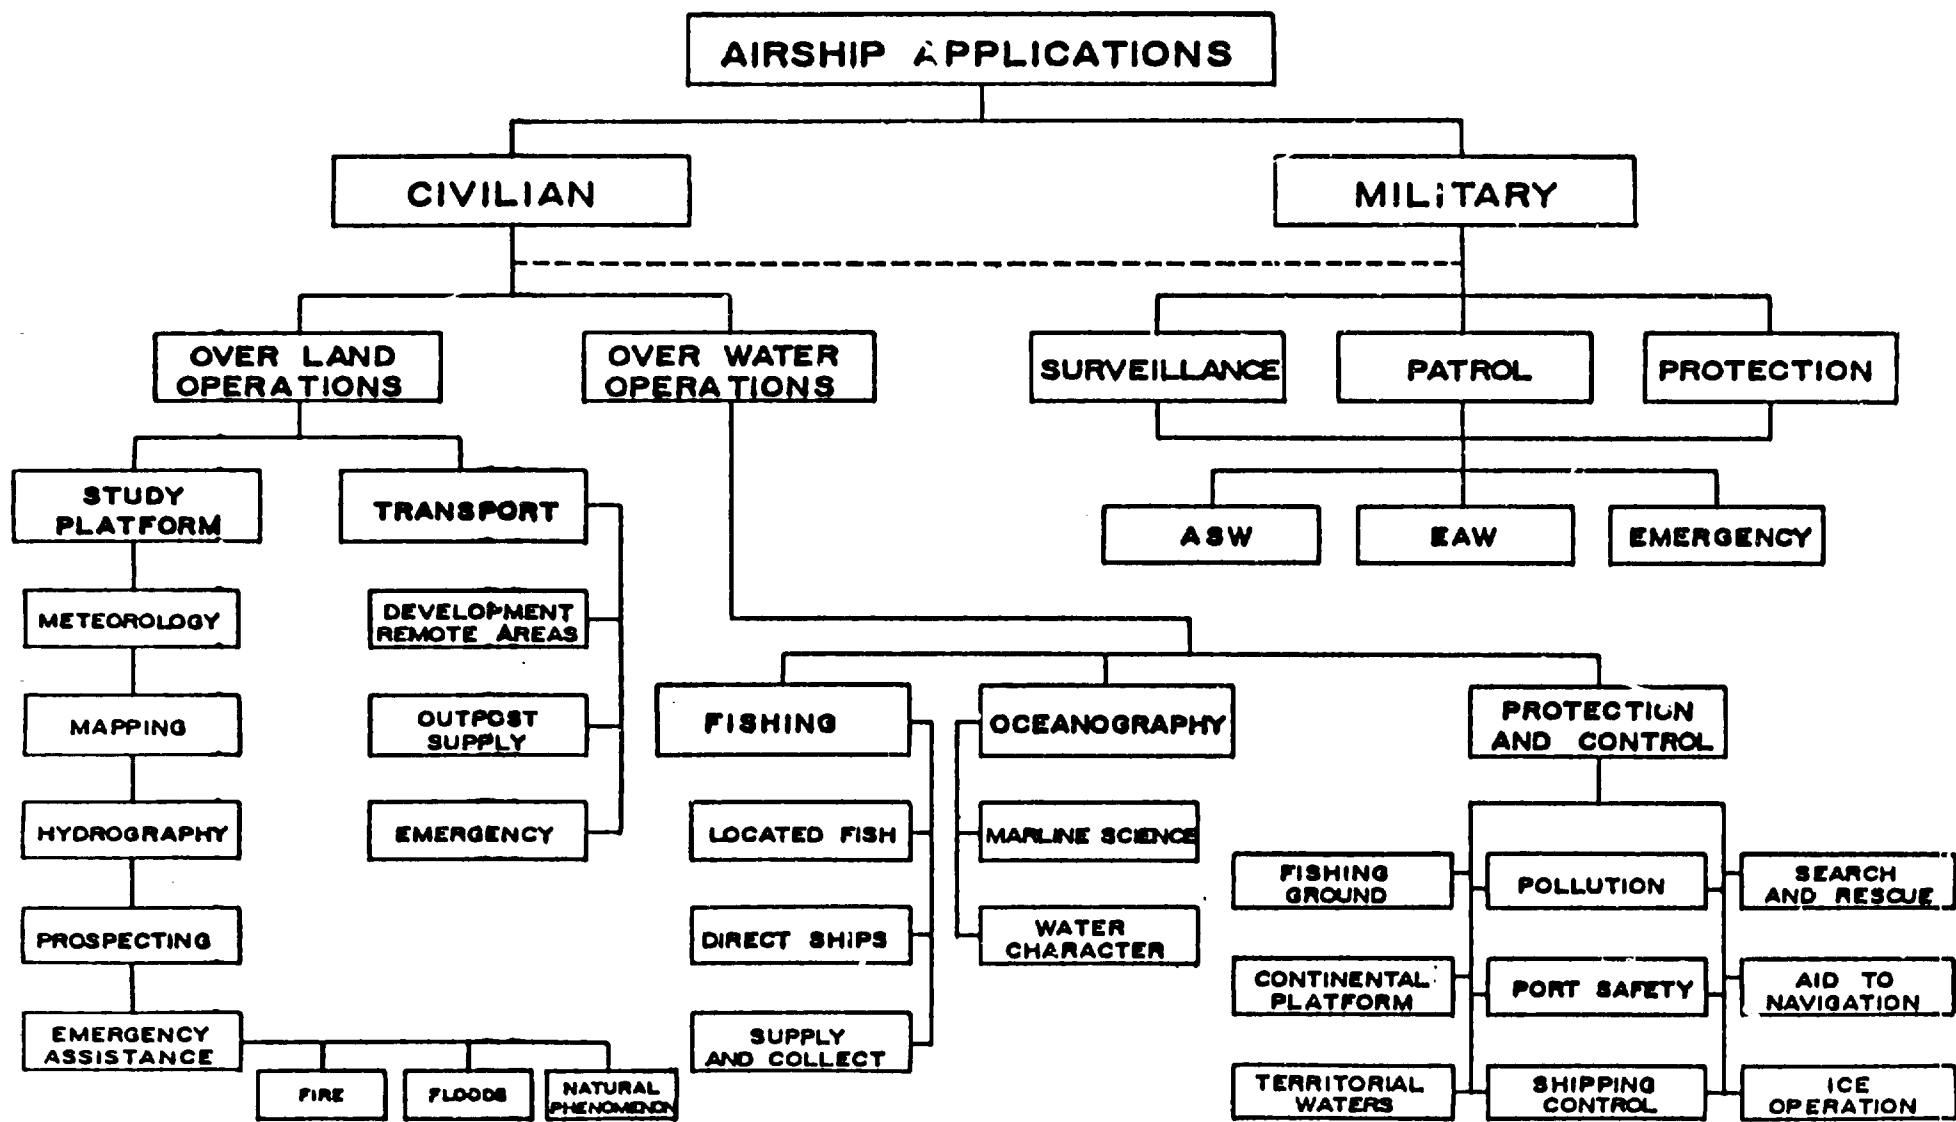 AIRSHIP APPLICATIONS
CIVILIAN
MILITARY
OVER LAND
OPERATIONS
OVER WATER
OPERATIONS
SURVEILLANCE
PATROL
PROTECTION
STUDY
PLATFORM
TRANSPORT
ASW
EAW
EMERGENCY
METEOROLOGY
DEVELOPMENT
REMOTE AREAS
MAPPING
OUTPOST
SUPPLY
HYDROGRAPHY
EMERGENCY
PROSPECTING
EMERGENCY
ASSISTANCE
FIRE
FLOODS
NATURAL
PHENOMENON
FISHING
LOCATED FISH
DIRECT SHIPS
SUPPLY
AND COLLECT
OCEANOGRAPHY
MARLINE SCIENCE
WATER
CHARACTER
PROTECTION
AND CONTROL
FISHING
GROUND
POLLUTION
SEARCH
AND RESCUE
CONTINENTAL
PLATFORM
PORT SAFETY
AID TO
NAVIGATION
TERRITORIAL
WATERS
SHIPPING
CONTROL
ICE
OPERATION